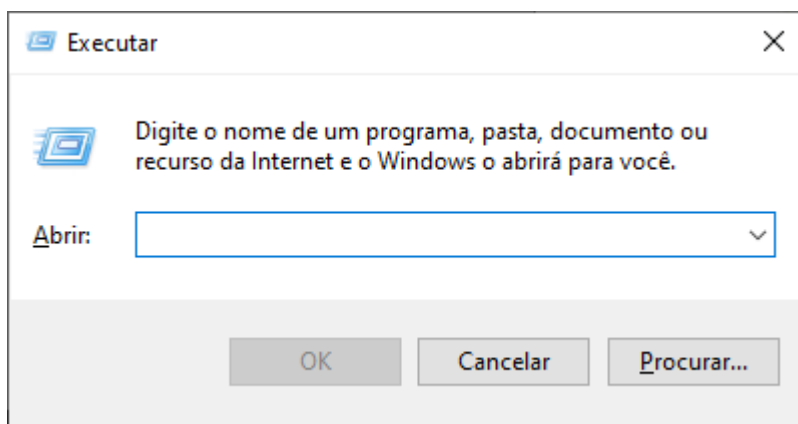 Executar
Digite o nome de um programa, pasta, documento ou
recurso da Internet e o Windows o abrirá para você.
Abrir:
OK
Cancelar
Procurar...